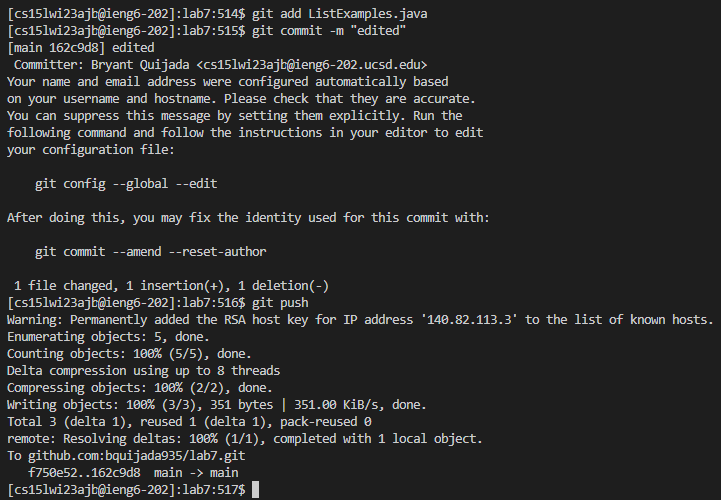 [cs15lwi23ajb@ieng6-202]:lab7:514$ git add ListExamples.java
[cs15lwi23ajb@ieng6-202]:lab7:515$ git commit -m "edited"
[main 162c9d8] edited
 Committer: Bryant Quijada <cs15lwi23ajb@ieng6-202.ucsd.edu>
Your name and email address were configured automatically based
on your username and hostname. Please check that they are accurate.
You can suppress this message by setting them explicitly. Run the
following command and follow the instructions in your editor to edit
your configuration file:

    git config --global --edit

After doing this, you may fix the identity used for this commit with:

    git commit --amend --reset-author

 1 file changed, 1 insertion(+), 1 deletion(-)
[cs15lwi23ajb@ieng6-202]:lab7:516$ git push
Warning: Permanently added the RSA host key for IP address '140.82.113.3' to the list of known hosts.
Enumerating objects: 5, done.
Counting objects: 100% (5/5), done.
Delta compression using up to 8 threads
Compressing objects: 100% (2/2), done.
Writing objects: 100% (3/3), 351 bytes | 351.00 KiB/s, done.
Total 3 (delta 1), reused 1 (delta 1), pack-reused 0
remote: Resolving deltas: 100% (1/1), completed with 1 local object.
To github.com:bquijada935/lab7.git
   f750e52..162c9d8  main -> main
[cs15lwi23ajb@ieng6-202]:lab7:517$